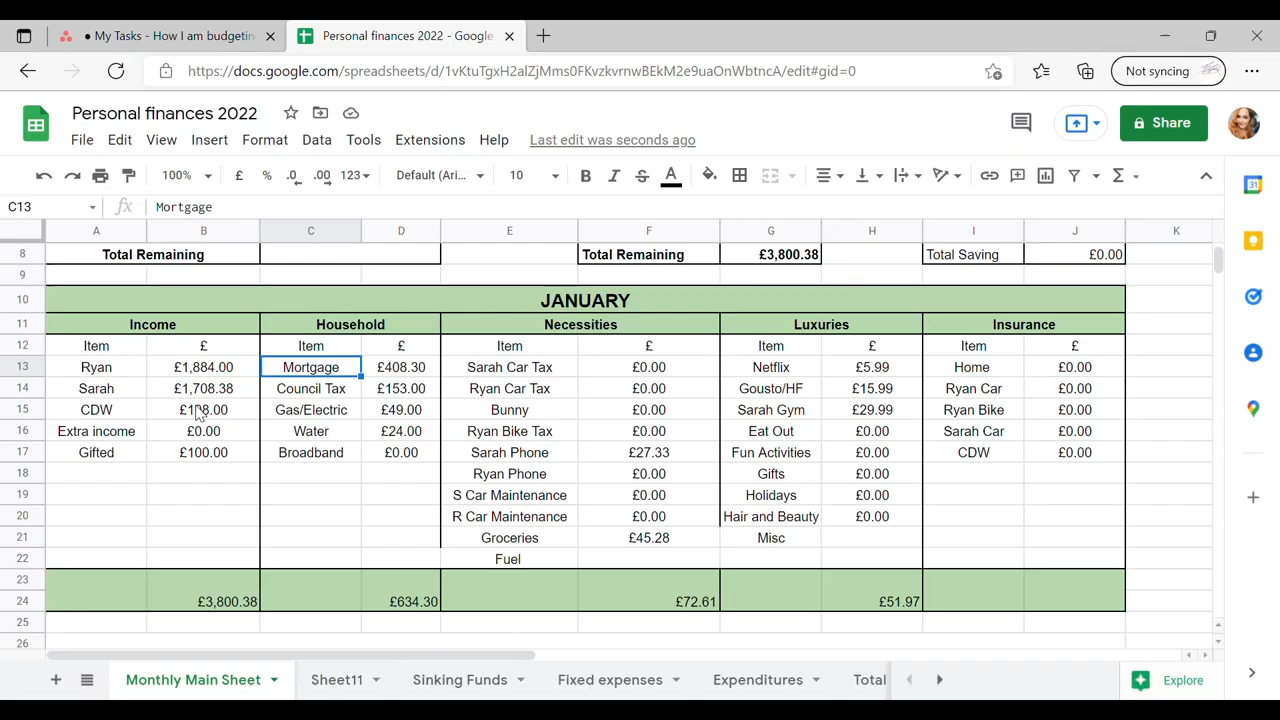 My Tasks - How I am budgetin
Personal finances 2022 - Google
https://docs.google.com/spreadsheets/d/1vKtuTgxH2alZjMms0FKvzkvrnwBEkM2e9uaOnWbtncA/edit#gid=0
Not syncing
Personal finances 2022
File Edit View Insert Format Data Tools Extensions Help Last edit was seconds ago
Share
100% £ % .0 .00 123 Default (Ari... 10 B I S A Σ
C13 fx Mortgage
A B C D E F G H I J K
8 Total Remaining Total Remaining £3,800.38 Total Saving £0.00
9
10 JANUARY
11 Income Household Necessities Luxuries Insurance
12 Item £ Item £ Item £ Item £ Item £
13 Ryan £1,884.00 Mortgage £408.30 Sarah Car Tax £0.00 Netflix £5.99 Home £0.00
14 Sarah £1,708.38 Council Tax £153.00 Ryan Car Tax £0.00 Gousto/HF £15.99 Ryan Car £0.00
15 CDW £108.00 Gas/Electric £49.00 Bunny £0.00 Sarah Gym £29.99 Ryan Bike £0.00
16 Extra income £0.00 Water £24.00 Ryan Bike Tax £0.00 Eat Out £0.00 Sarah Car £0.00
17 Gifted £100.00 Broadband £0.00 Sarah Phone £27.33 Fun Activities £0.00 CDW £0.00
18 Ryan Phone £0.00 Gifts £0.00
19 S Car Maintenance £0.00 Holidays £0.00
20 R Car Maintenance £0.00 Hair and Beauty £0.00
21 Groceries £45.28 Misc
22 Fuel
23
24 £3,800.38 £634.30 £72.61 £51.97
25
26
Monthly Main Sheet Sheet11 Sinking Funds Fixed expenses Expenditures Total Explore
31